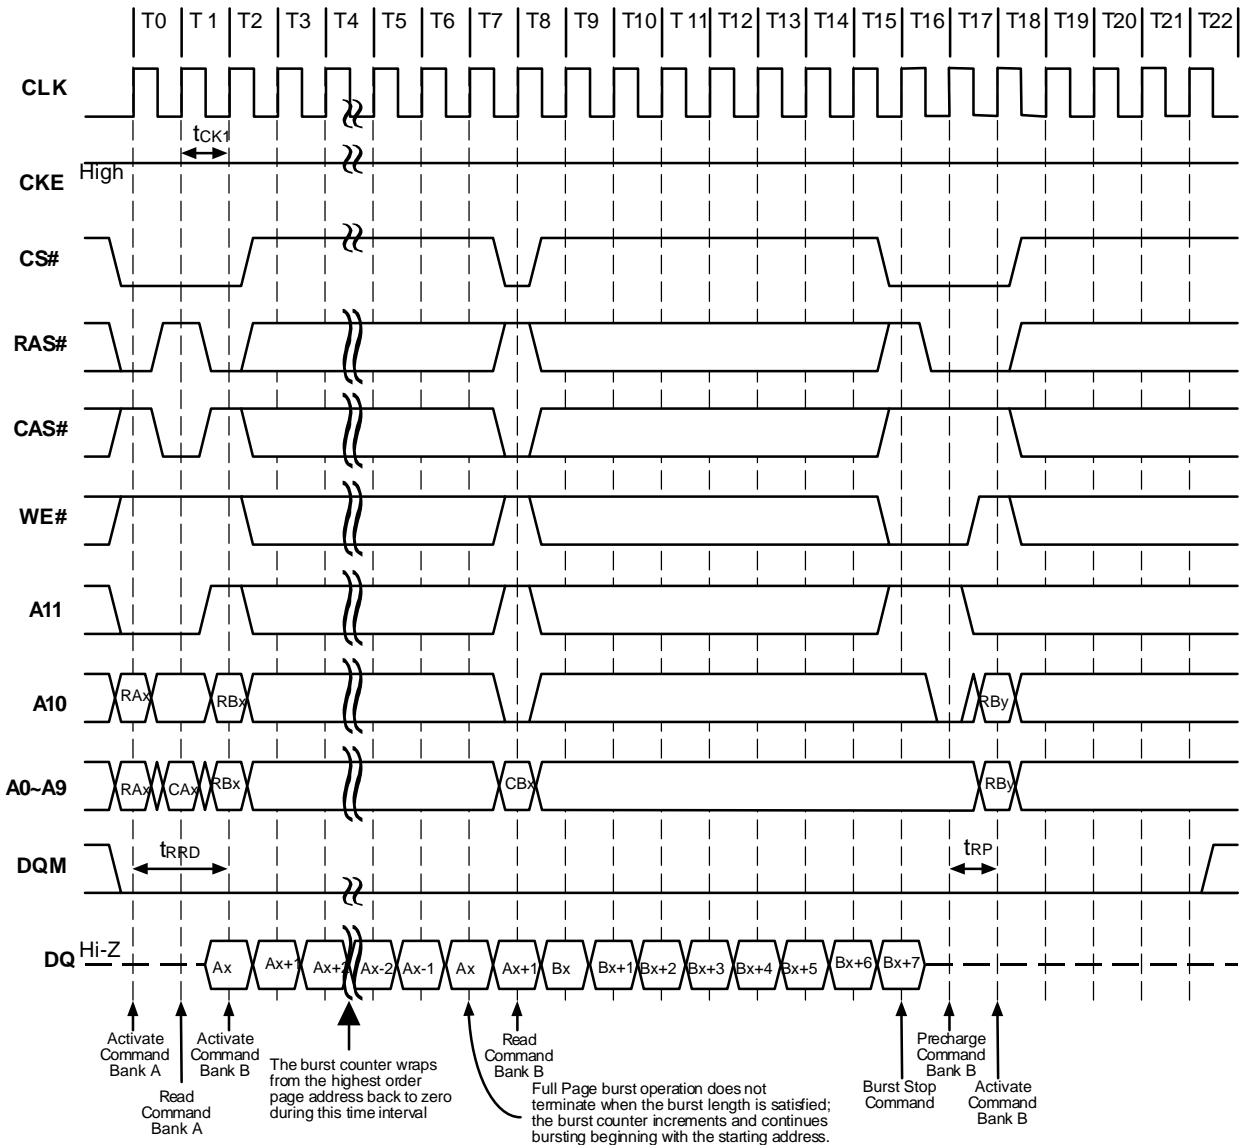 T0 T 1 T2 T3 T4 T5 T6 T7 T8 T9 T10 T 11 T12 T13 T14 T15 T16 T17 T18 T19 T20 T21 T22
CLK
tCK1
High
CKE
CS#
RAS#
CAS#
WE#
A11
A10 RAx RBx RBy
A0~A9 RAx CAx RBx CBx RBy
DQM tRRD tRP
Hi-Z
DQ Ax Ax+1 Ax+2 Ax-2 Ax-1 Ax Ax+1 Bx Bx+1 Bx+2 Bx+3 Bx+4 Bx+5 Bx+6 Bx+7
Activate
Command
Bank A
Read
Command
Bank A
Activate
Command
Bank B
The burst counter wraps
from the highest order
page address back to zero
during this time interval
Full Page burst operation does not
terminate when the burst length is satisfied;
the burst counter increments and continues
bursting beginning with the starting address.
Read
Command
Bank B
Burst Stop
Command
Precharge
Command
Bank B
Activate
Command
Bank B